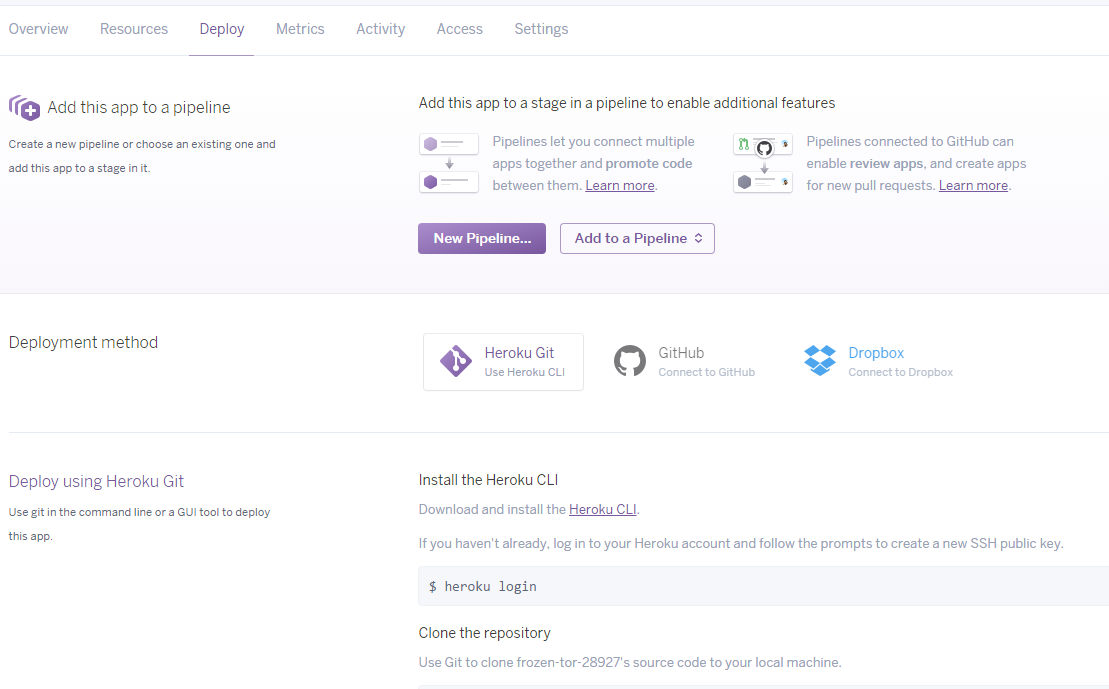 Overview Resources Deploy Metrics Activity Access Settings
Add this app to a pipeline
Create a new pipeline or choose an existing one and
add this app to a stage in it.
Add this app to a stage in a pipeline to enable additional features
Pipelines let you connect multiple
apps together and promote code
between them. Learn more.
Pipelines connected to GitHub can
enable review apps, and create apps
for new pull requests. Learn more.
New Pipeline... Add to a Pipeline
Deployment method
Heroku Git
Use Heroku CLI
GitHub
Connect to GitHub
Dropbox
Connect to Dropbox
Deploy using Heroku Git
Use git in the command line or a GUI tool to deploy
this app.
Install the Heroku CLI
Download and install the Heroku CLI.
If you haven't already, log in to your Heroku account and follow the prompts to create a new SSH public key.
$ heroku login
Clone the repository
Use Git to clone frozen-tor-28927's source code to your local machine.